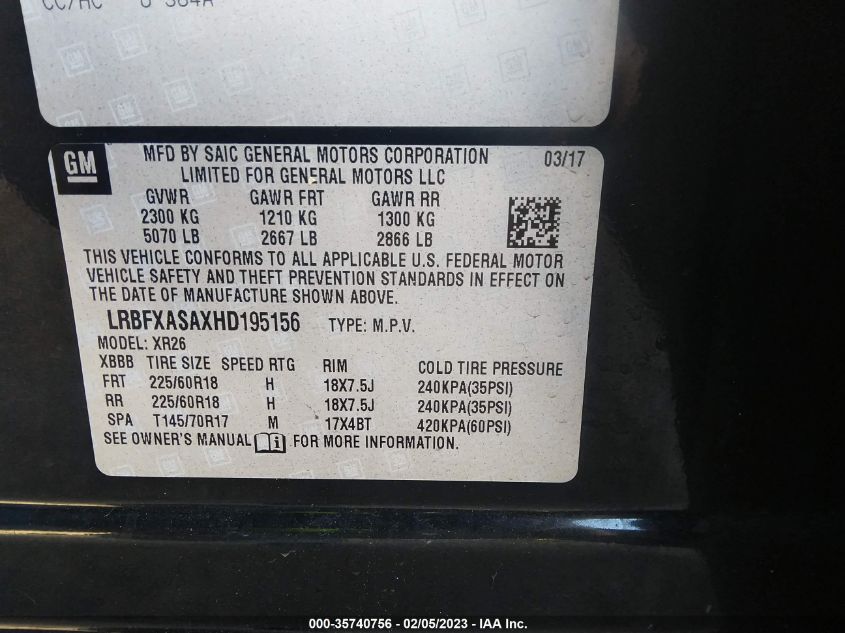 GM
MFD BY SAIC GENERAL MOTORS CORPORATION 03/17
LIMITED FOR GENERAL MOTORS LLC
GVWR GAWR FRT GAWR RR
2300 KG 1210 KG 1300 KG
5070 LB 2667 LB 2866 LB
THIS VEHICLE CONFORMS TO ALL APPLICABLE U.S. FEDERAL MOTOR
VEHICLE SAFETY AND THEFT PREVENTION STANDARDS IN EFFECT ON
THE DATE OF MANUFACTURE SHOWN ABOVE.
LRBFXASAXHD195156 TYPE: M.P.V.
MODEL: XR26
XBBB TIRE SIZE SPEED RTG RIM COLD TIRE PRESSURE
FRT 225/60R18 H 18X7.5J 240KPA(35PSI)
RR 225/60R18 H 18X7.5J 240KPA(35PSI)
SPA T145/70R17 M 17X4BT 420KPA(60PSI)
SEE OWNER'S MANUAL FOR MORE INFORMATION.
000-35740756 - 02/05/2023 - IAA Inc.